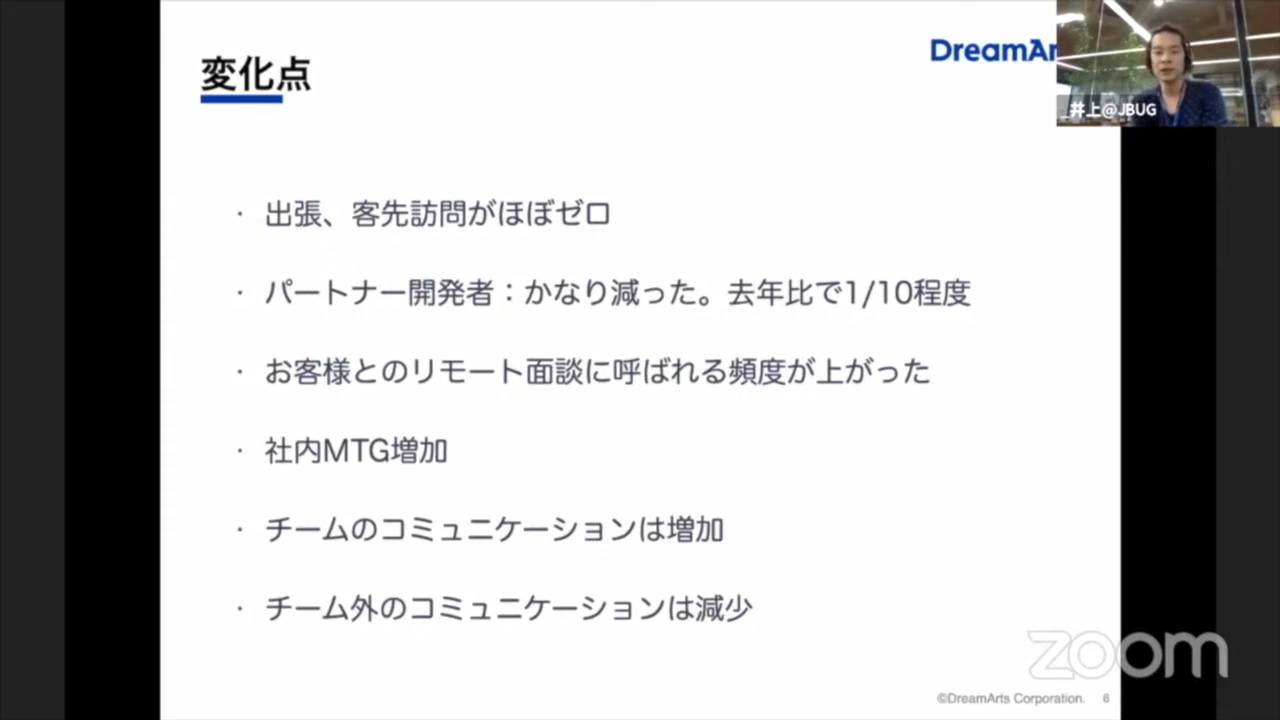 変化点
DreamAr
井上@JBUG
・ 出張、客先訪問がほぼゼロ
・ パートナー開発者：かなり減った。去年比で1/10程度
・ お客様とのリモート面談に呼ばれる頻度が上がった
・ 社内MTG増加
・ チームのコミュニケーションは増加
・ チーム外のコミュニケーションは減少
zoom
©DreamArts Corporation. 6